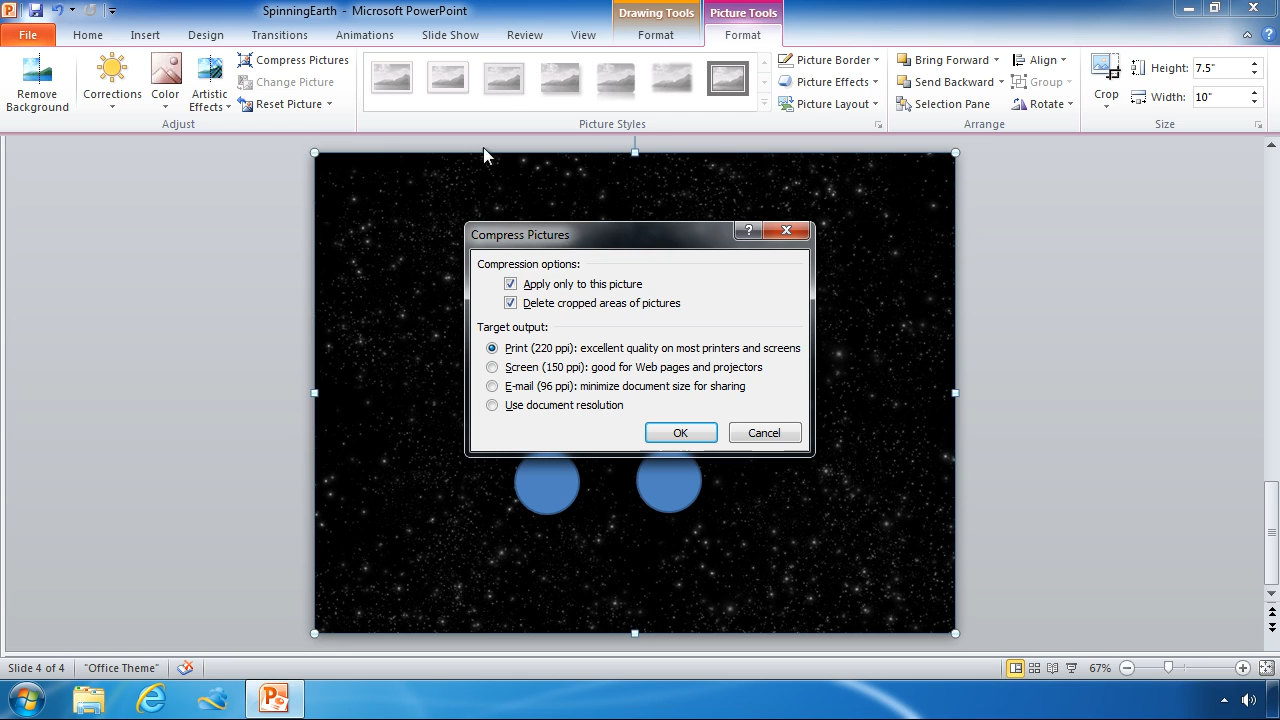 SpinningEarth - Microsoft PowerPoint
Drawing Tools
Picture Tools
File
Home
Insert
Design
Transitions
Animations
Slide Show
Review
View
Format
Format
Remove Background
Corrections
Color
Artistic Effects
Compress Pictures
Change Picture
Reset Picture
Adjust
Picture Border
Picture Effects
Picture Layout
Picture Styles
Bring Forward
Send Backward
Selection Pane
Align
Group
Rotate
Arrange
Crop
Height: 7.5"
Width: 10"
Size
Compress Pictures
Compression options:
Apply only to this picture
Delete cropped areas of pictures
Target output:
Print (220 ppi): excellent quality on most printers and screens
Screen (150 ppi): good for Web pages and projectors
E-mail (96 ppi): minimize document size for sharing
Use document resolution
OK
Cancel
Slide 4 of 4
"Office Theme"
67%